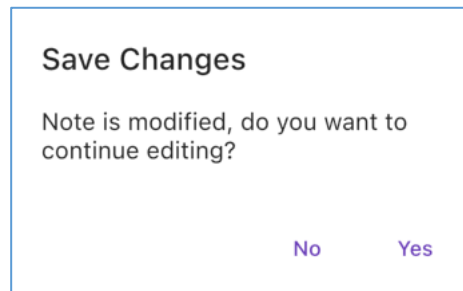 Save Changes
Note is modified, do you want to
continue editing?
No Yes